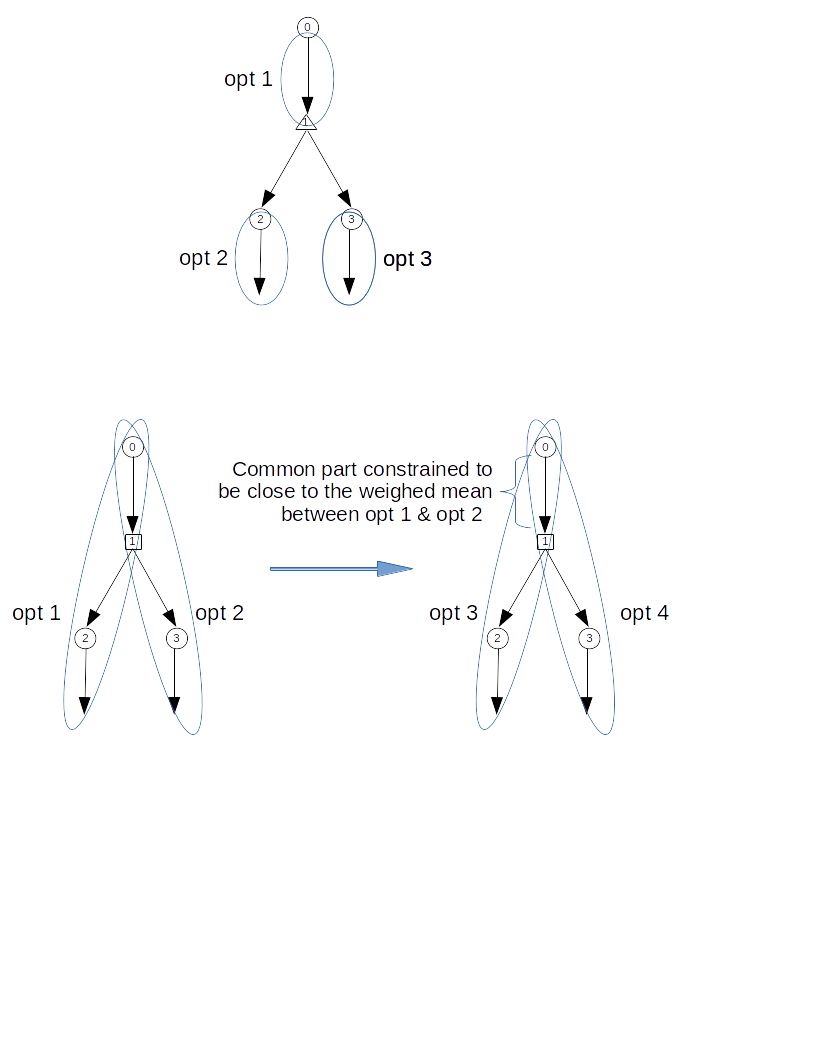 0
opt 1
1
2
3
opt 2
opt 3
0
0
Common part constrained to
be close to the weighed mean
between opt 1 & opt 2
1
1
opt 1
opt 2
opt 3
opt 4
2
3
2
3